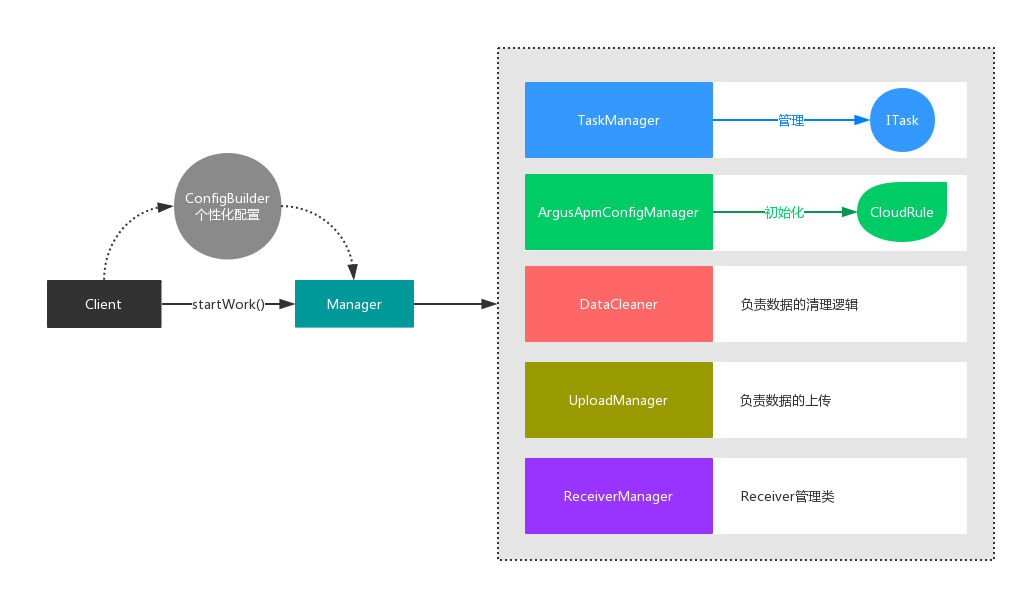 ConfigBuilder
个性化配置
Client
startWork()
Manager
TaskManager
管理
ITask
ArgusApmConfigManager
初始化
CloudRule
DataCleaner
负责数据的清理逻辑
UploadManager
负责数据的上传
ReceiverManager
Receiver管理类